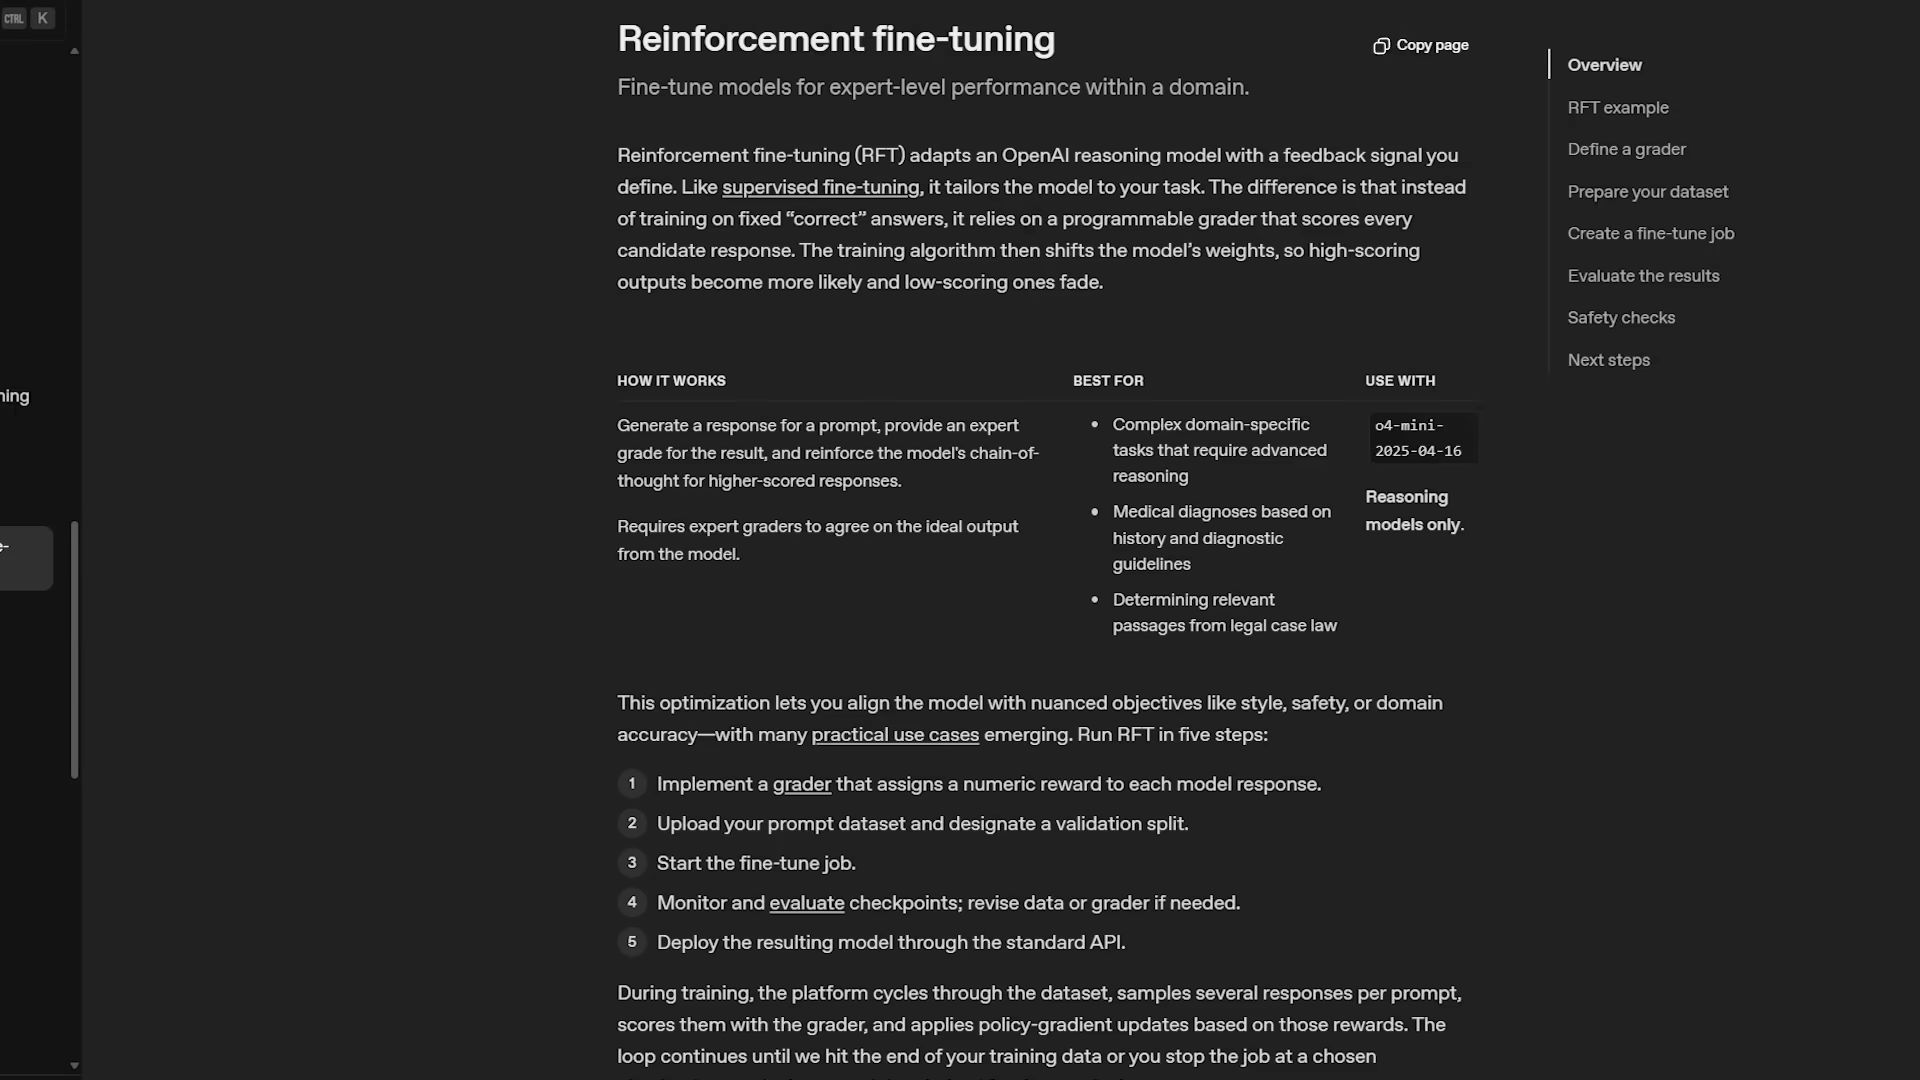 CTRL K
Reinforcement fine-tuning
Copy page
Fine-tune models for expert-level performance within a domain.
Reinforcement fine-tuning (RFT) adapts an OpenAI reasoning model with a feedback signal you
define. Like supervised fine-tuning, it tailors the model to your task. The difference is that instead
of training on fixed “correct” answers, it relies on a programmable grader that scores every
candidate response. The training algorithm then shifts the model’s weights, so high-scoring
outputs become more likely and low-scoring ones fade.
HOW IT WORKS
Generate a response for a prompt, provide an expert
grade for the result, and reinforce the model's chain-of-
thought for higher-scored responses.
Requires expert graders to agree on the ideal output
from the model.
BEST FOR
• Complex domain-specific
tasks that require advanced
reasoning
• Medical diagnoses based on
history and diagnostic
guidelines
• Determining relevant
passages from legal case law
USE WITH
o4-mini-
2025-04-16
Reasoning
models only.
This optimization lets you align the model with nuanced objectives like style, safety, or domain
accuracy—with many practical use cases emerging. Run RFT in five steps:
1 Implement a grader that assigns a numeric reward to each model response.
2 Upload your prompt dataset and designate a validation split.
3 Start the fine-tune job.
4 Monitor and evaluate checkpoints; revise data or grader if needed.
5 Deploy the resulting model through the standard API.
During training, the platform cycles through the dataset, samples several responses per prompt,
scores them with the grader, and applies policy-gradient updates based on those rewards. The
loop continues until we hit the end of your training data or you stop the job at a chosen
Overview
RFT example
Define a grader
Prepare your dataset
Create a fine-tune job
Evaluate the results
Safety checks
Next steps